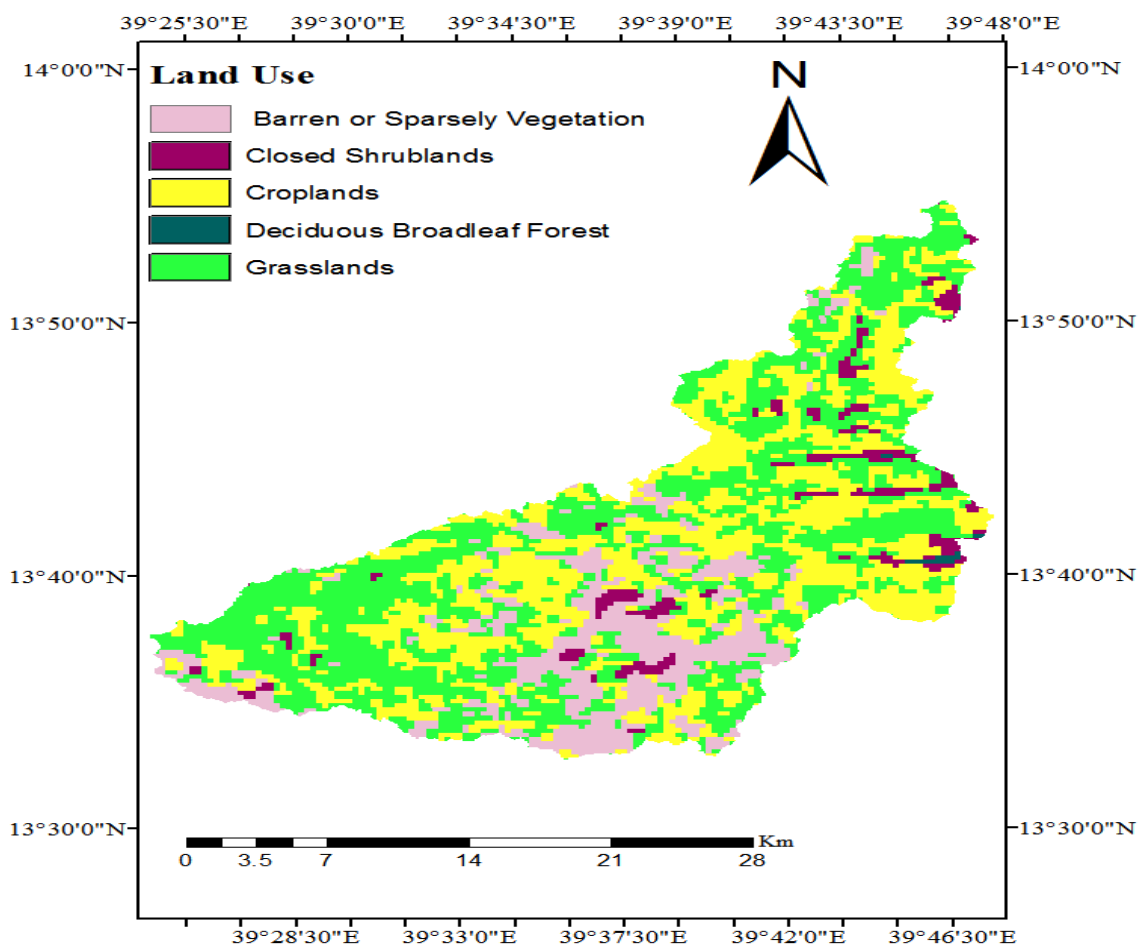 39°25'30"E 39°30'0"E 39°34'30"E 39°39'0"E 39°43'30"E 39°48'0"E
14°0'0"N 14°0'0"N
Land Use
N
Barren or Sparsely Vegetation
Closed Shrublands
Croplands
Deciduous Broadleaf Forest
Grasslands
13°50'0"N 13°50'0"N
13°40'0"N 13°40'0"N
13°30'0"N 13°30'0"N
Km
0 3.5 7 14 21 28
39°28'30"E 39°33'0"E 39°37'30"E 39°42'0"E 39°46'30"E